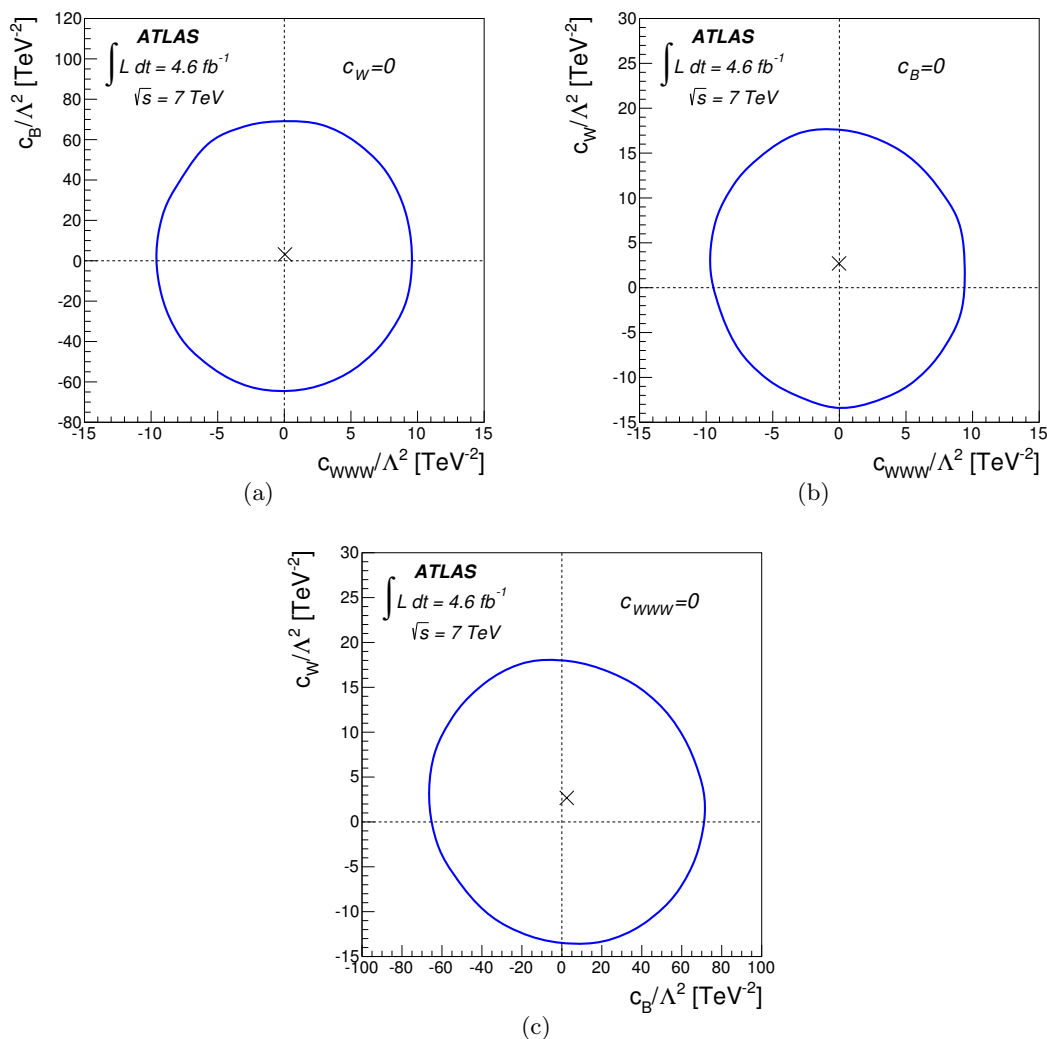 ATLAS
∫ L dt = 4.6 fb⁻¹
√s = 7 TeV
c_W=0
c_B/Λ² [TeV⁻²]
120
100
80
60
40
20
0
-20
-40
-60
-80
-15 -10 -5 0 5 10 15
c_WWW/Λ² [TeV⁻²]
(a)
ATLAS
∫ L dt = 4.6 fb⁻¹
√s = 7 TeV
c_B=0
c_W/Λ² [TeV⁻²]
30
25
20
15
10
5
0
-5
-10
-15
-15 -10 -5 0 5 10 15
c_WWW/Λ² [TeV⁻²]
(b)
ATLAS
∫ L dt = 4.6 fb⁻¹
√s = 7 TeV
c_WWW=0
c_W/Λ² [TeV⁻²]
30
25
20
15
10
5
0
-5
-10
-15
-100 -80 -60 -40 -20 0 20 40 60 80 100
c_B/Λ² [TeV⁻²]
(c)